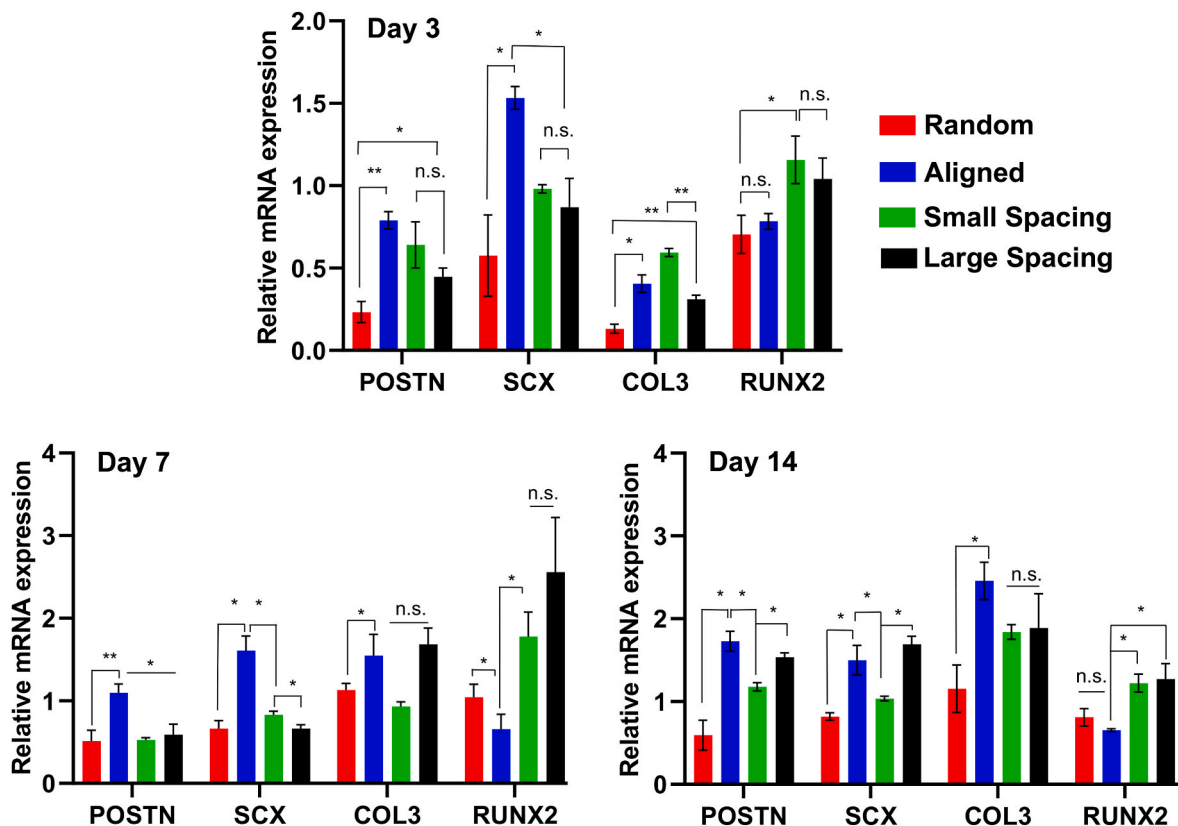 Day 3
Relative mRNA expression
2.0
1.5
1.0
0.5
0.0
*
**
n.s.
*
*
n.s.
*
**
**
n.s.
*
n.s.
POSTN
SCX
COL3
RUNX2
Random
Aligned
Small Spacing
Large Spacing
Day 7
Relative mRNA expression
4
3
2
1
0
**
*
*
*
*
*
n.s.
*
*
n.s.
POSTN
SCX
COL3
RUNX2
Day 14
Relative mRNA expression
4
3
2
1
0
*
*
*
*
*
*
*
n.s.
n.s.
*
*
POSTN
SCX
COL3
RUNX2